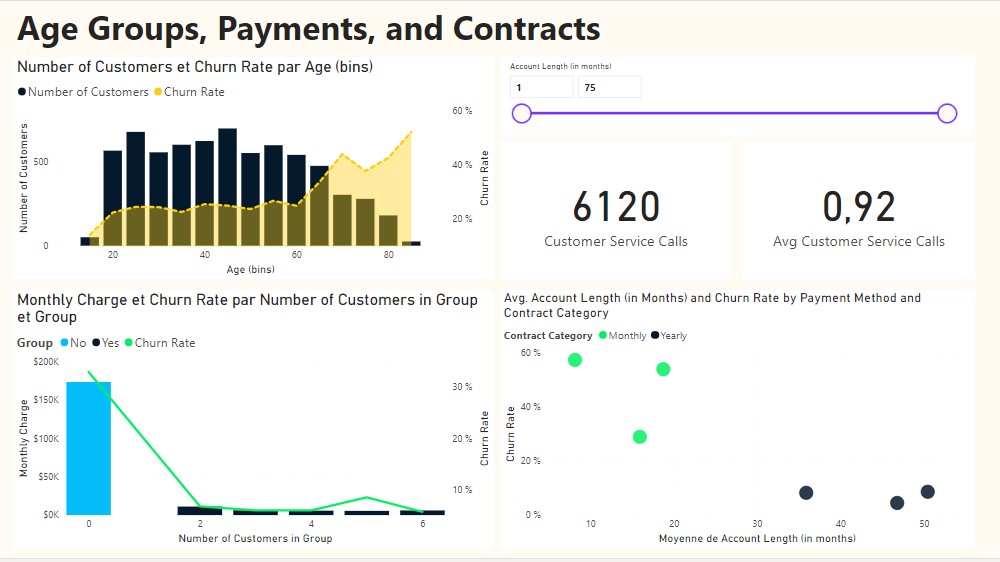 Age Groups, Payments, and Contracts
Number of Customers et Churn Rate par Age (bins)
Number of Customers Churn Rate
Number of Customers
500
0
60 %
40 %
20 %
Churn Rate
20 40 60 80
Age (bins)
Account Length (in months)
1 75
6120
Customer Service Calls
0,92
Avg Customer Service Calls
Monthly Charge et Churn Rate par Number of Customers in Group
et Group
Group No Yes Churn Rate
Monthly Charge
$200K
$150K
$100K
$50K
$0K
30 %
20 %
10 %
Churn Rate
0 2 4 6
Number of Customers in Group
Avg. Account Length (in Months) and Churn Rate by Payment Method and
Contract Category
Contract Category Monthly Yearly
Churn Rate
60 %
40 %
20 %
0 %
10 20 30 40 50
Moyenne de Account Length (in months)